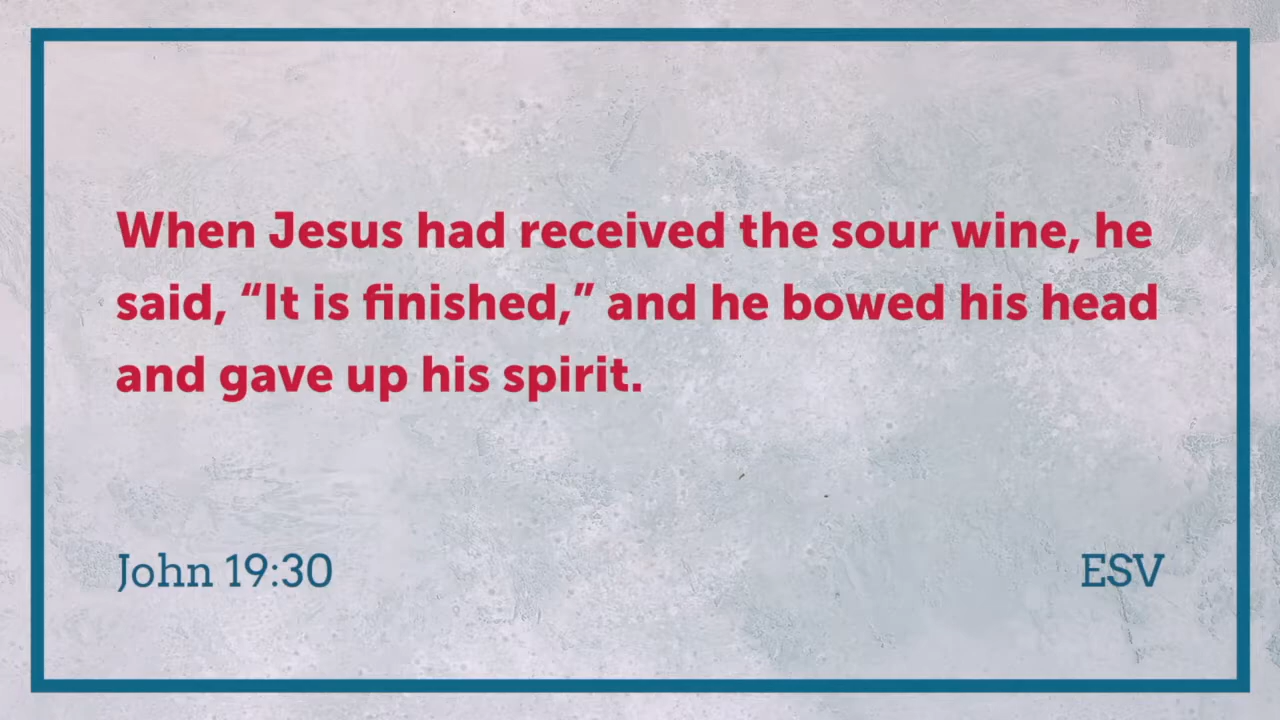 When Jesus had received the sour wine, he
said, “It is finished,” and he bowed his head
and gave up his spirit.
John 19:30
ESV